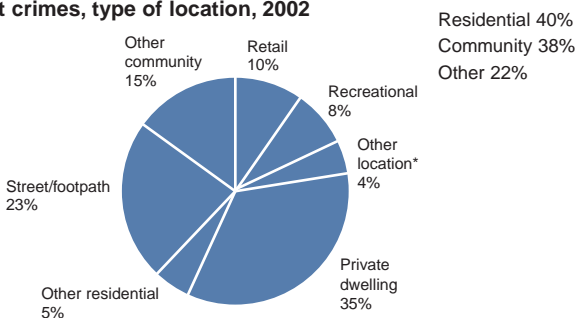 t crimes, type of location, 2002
Residential 40%
Community 38%
Other 22%
Other
community
15%
Retail
10%
Recreational
8%
Other
location*
4%
Street/footpath
23%
Private
dwelling
35%
Other residential
5%